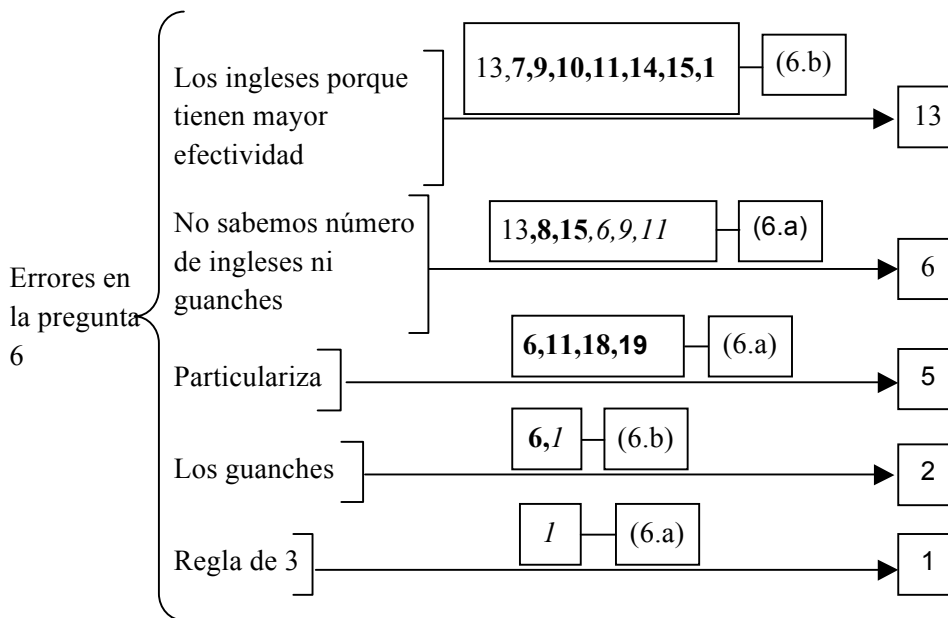 Errores en
la pregunta
6
Los ingleses porque
tienen mayor
efectividad
13,7,9,10,11,14,15,1
(6.b)
13
No sabemos número
de ingleses ni
guanches
13,8,15,6,9,11
(6.a)
6
Particulariza
6,11,18,19
(6.a)
5
Los guanches
6,1
(6.b)
2
Regla de 3
1
(6.a)
1